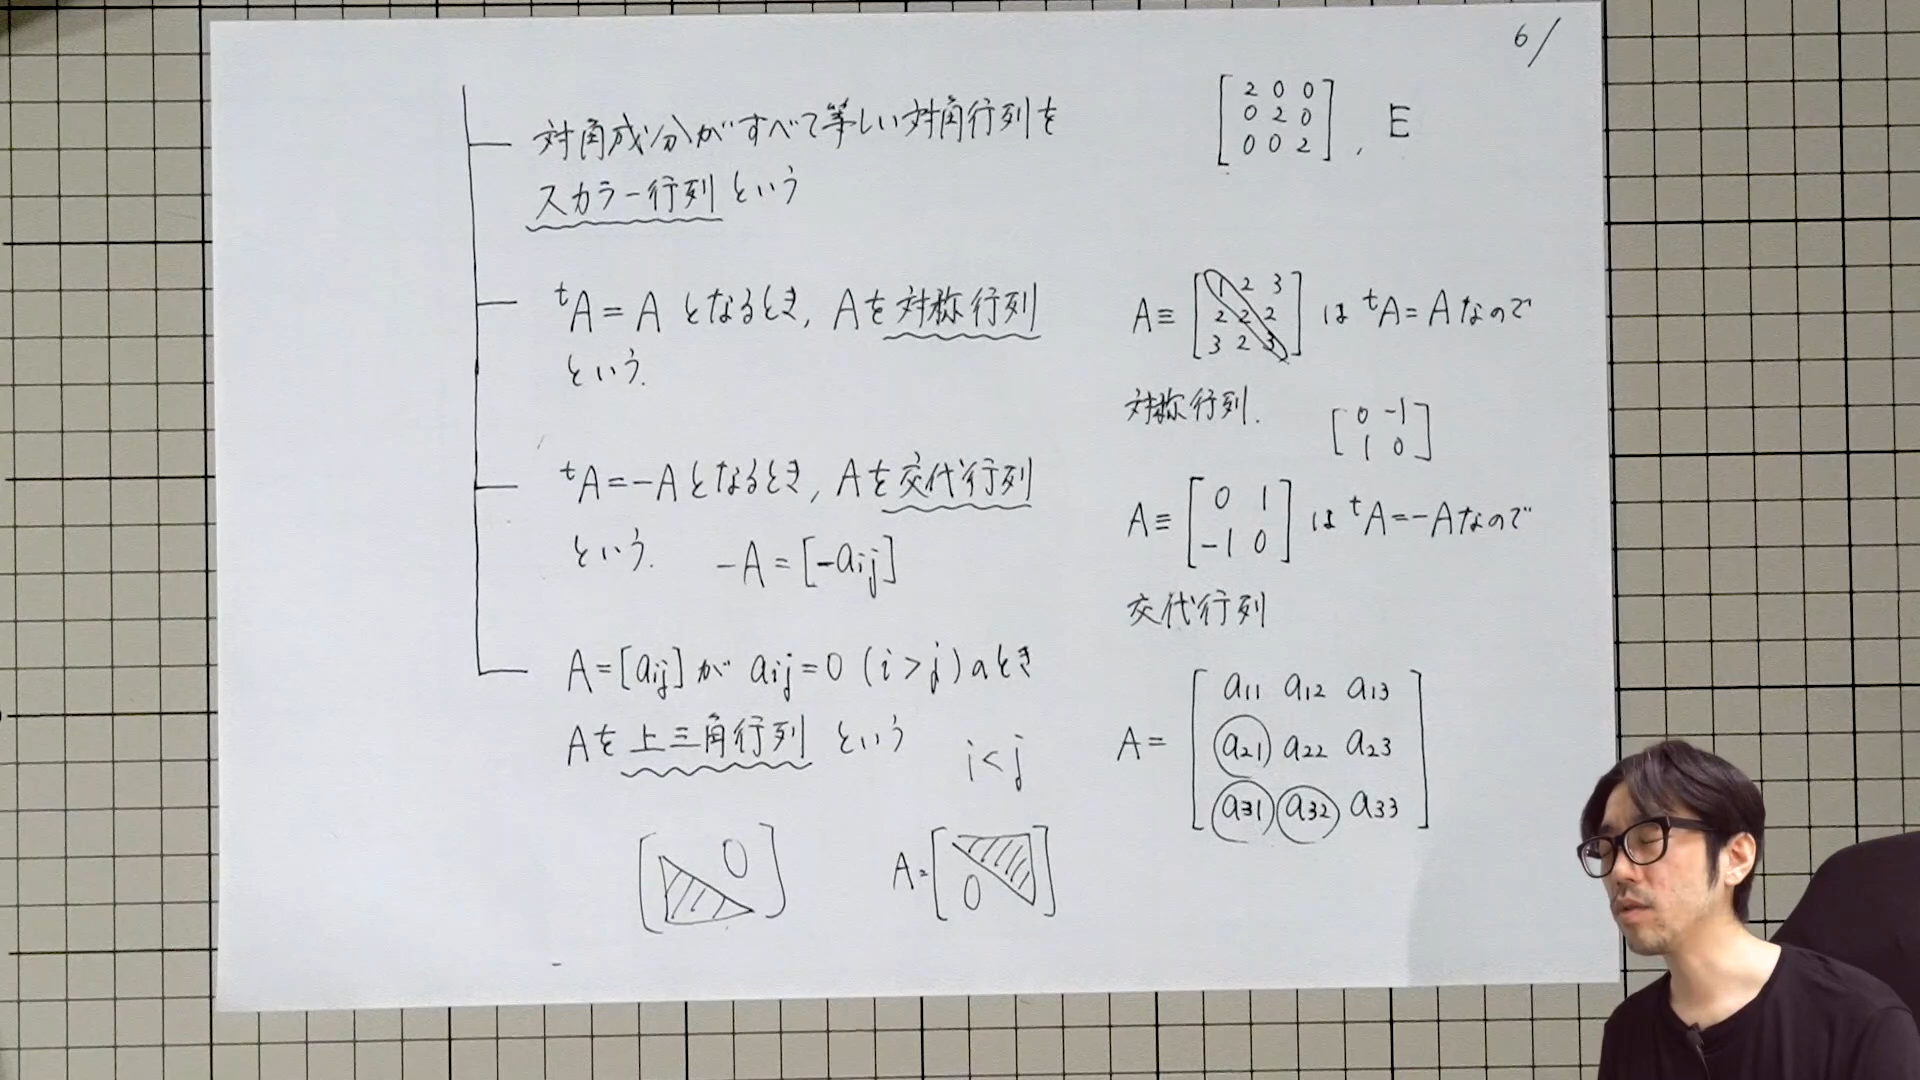 6/
対角成分がすべて等しい対角行列を
スカラー行列という
[2 0 0
0 2 0
0 0 2], E
ᵗA = A となるとき, Aを対称行列
という.
A≡[1 2 3
2 2 2
3 2 3] は ᵗA = A なので
対称行列.
[0 -1
1 0]
ᵗA = -A となるとき, Aを交代行列
という. -A = [-aij]
A≡[0 1
-1 0] は ᵗA = -A なので
交代行列
A = [aij] が aij = 0 (i > j) のとき
Aを上三角行列 という
i < j
A = [a11 a12 a13
a21 a22 a23
a31 a32 a33]
[0]
A = [0]